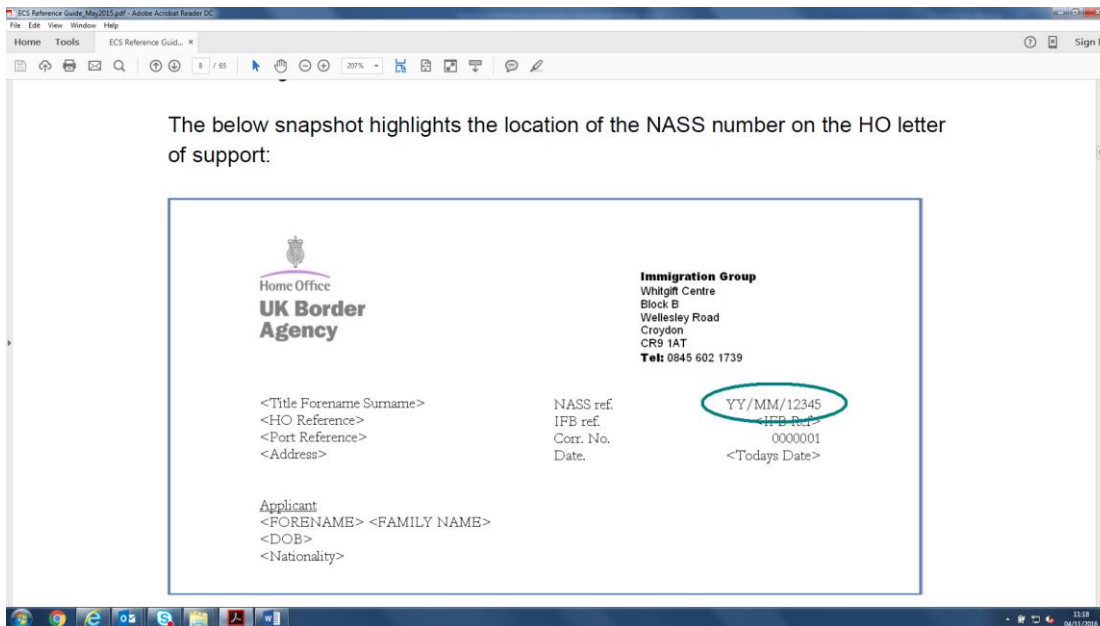 ECS Reference Guide_May2015.pdf - Adobe Acrobat Reader DC
File Edit View Window Help
Home Tools ECS Reference Guid... × Sign
8 / 65 207%
The below snapshot highlights the location of the NASS number on the HO letter
of support:
Home Office
UK Border
Agency
Immigration Group
Whitgift Centre
Block B
Wellesley Road
Croydon
CR9 1AT
Tel: 0845 602 1739
<Title Forename Surname> NASS ref. YY/MM/12345
<HO Reference> IFB ref. <IFB Ref>
<Port Reference> Corr. No. 0000001
<Address> Date. <Todays Date>
Applicant
<FORENAME> <FAMILY NAME>
<DOB>
<Nationality>
11:18
04/11/2016